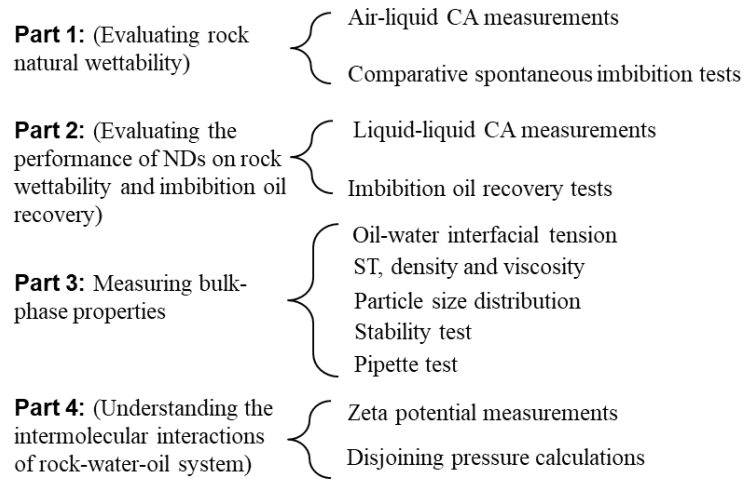 Part 1: (Evaluating rock
natural wettability)
Air-liquid CA measurements
Comparative spontaneous imbibition tests
Part 2: (Evaluating the
performance of NDs on rock
wettability and imbibition oil
recovery)
Liquid-liquid CA measurements
Imbibition oil recovery tests
Part 3: Measuring bulk-
phase properties
Oil-water interfacial tension
ST, density and viscosity
Particle size distribution
Stability test
Pipette test
Part 4: (Understanding the
intermolecular interactions
of rock-water-oil system)
Zeta potential measurements
Disjoining pressure calculations